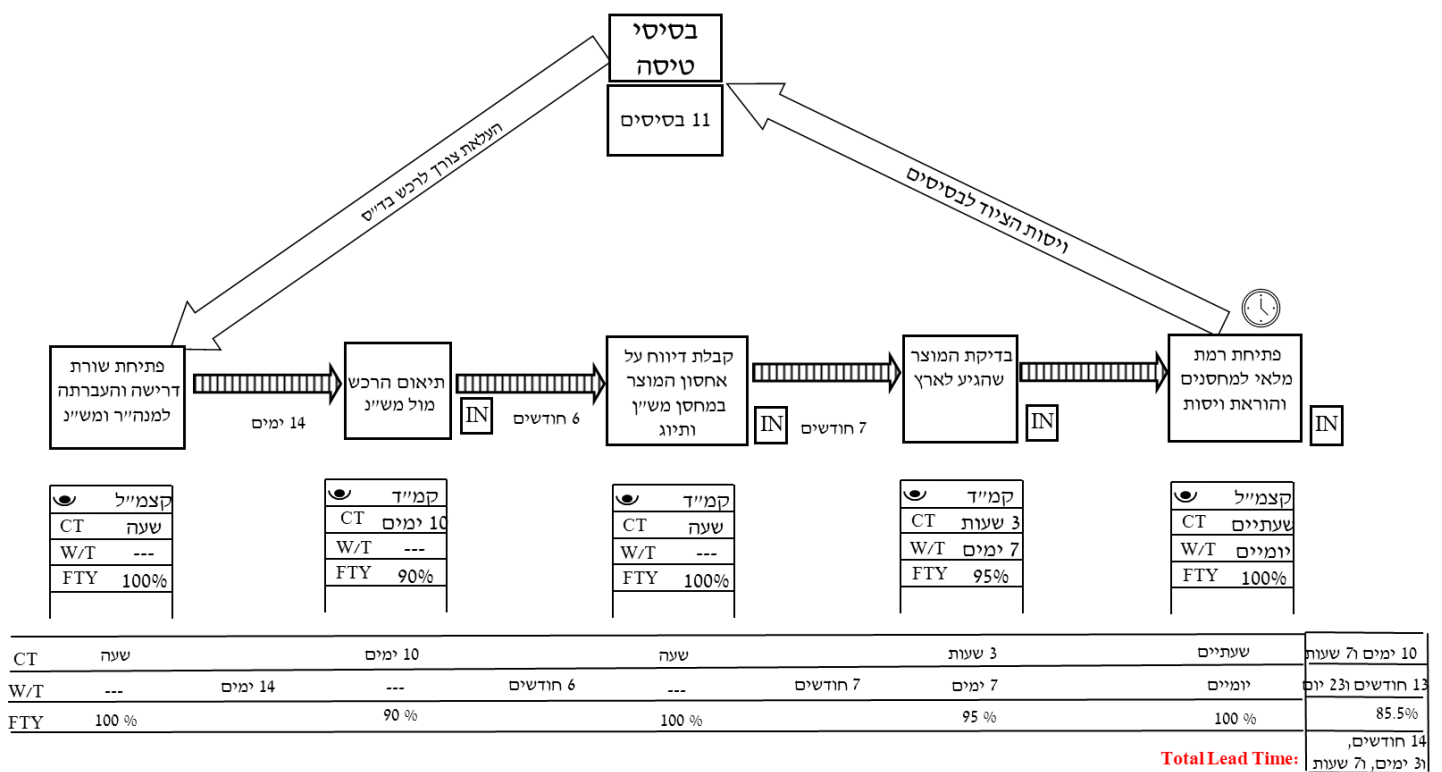 בסיסי
טיסה
11 בסיסים
העלאת צורך לרכש בד״ס
ויסות הציוד לבסיסים
פתיחת שורת
דרישה והעברתה
למנה״ר ומש״נ
14 ימים
תיאום הרכש
מול מש״נ
IN
6 חודשים
קבלת דיווח על
אחסון המוצר
במחסן מש״ן
ותיוג
IN
7 חודשים
בדיקת המוצר
שהגיע לארץ
IN
פתיחת רמת
מלאי למחסנים
והוראת ויסות
IN
קצמ״ל
CT שעה
W/T ---
FTY 100%
קמ״ד
CT 10 ימים
W/T ---
FTY 90%
קמ״ד
CT שעה
W/T ---
FTY 100%
קמ״ד
CT 3 שעות
W/T 7 ימים
FTY 95%
קצמ״ל
CT שעתיים
W/T יומיים
FTY 100%
CT שעה 10 ימים שעה 3 שעות שעתיים 10 ימים ו7 שעות
W/T --- 14 ימים --- 6 חודשים --- 7 חודשים 7 ימים יומיים 13 חודשים ו23 יום
FTY 100 % 90 % 100 % 95 % 100 % 85.5%
Total Lead Time:
14 חודשים,
ו3 ימים, ו7 שעות